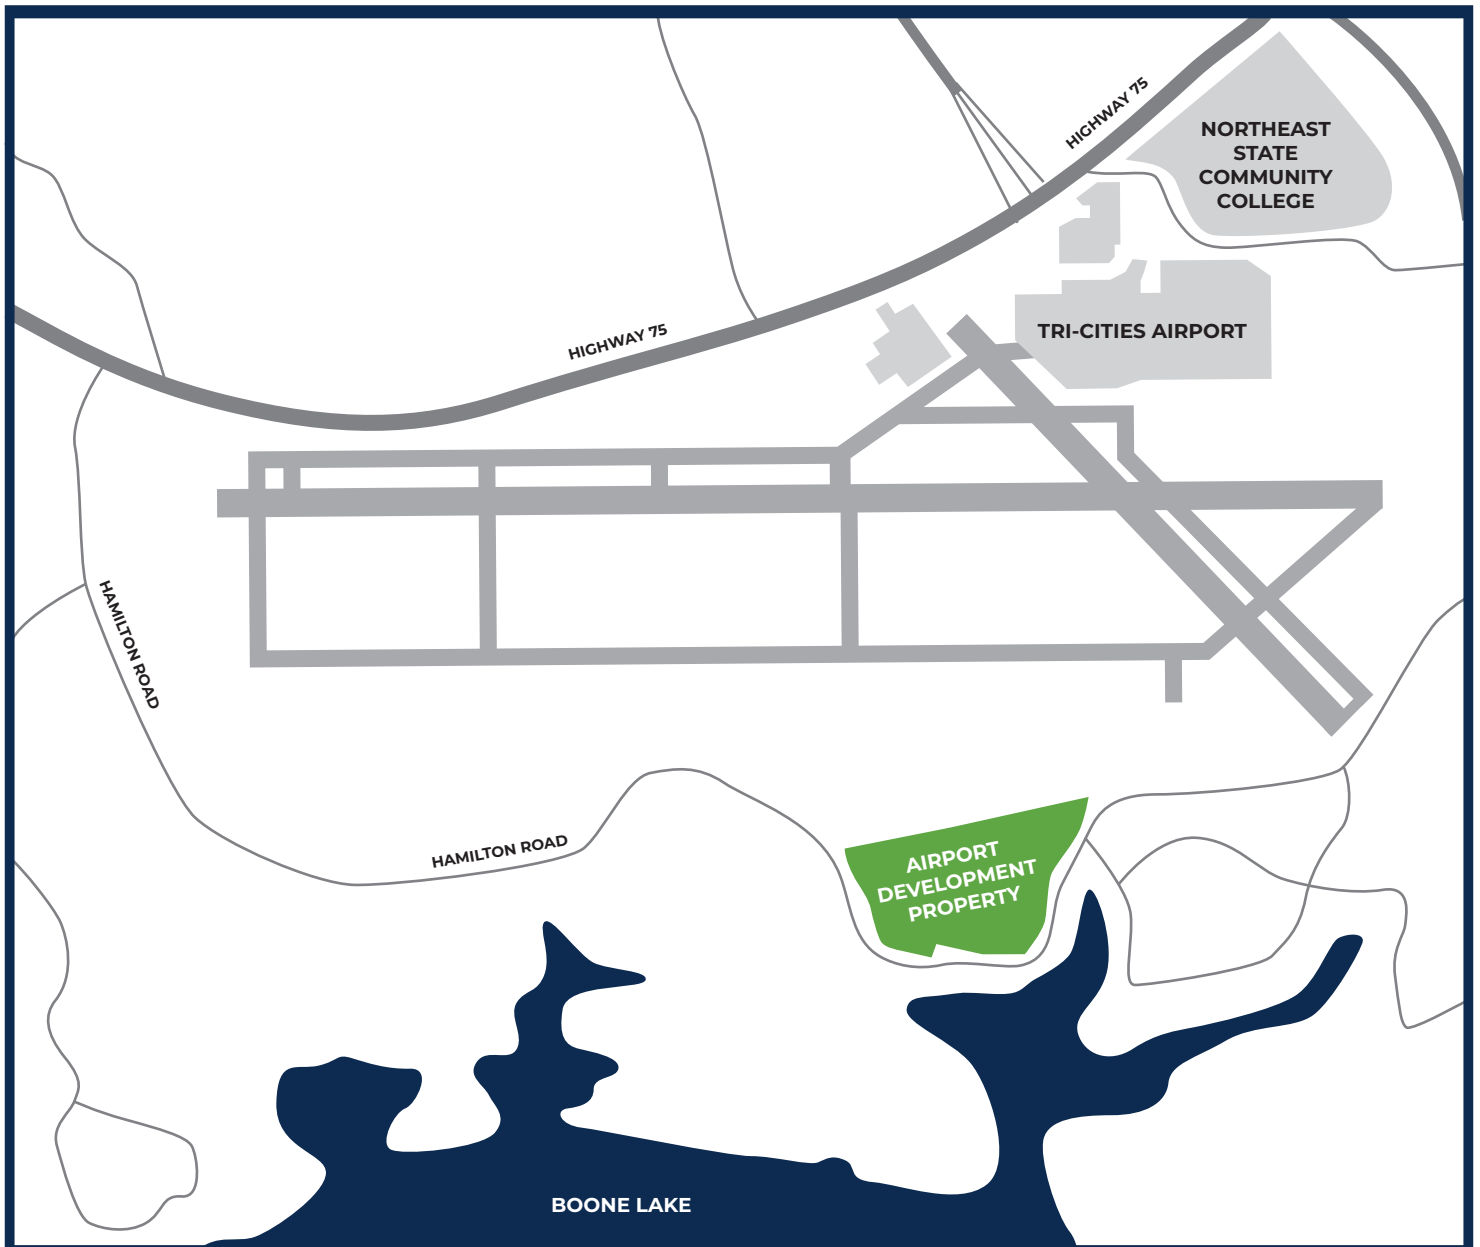 HIGHWAY 75
NORTHEAST
STATE
COMMUNITY
COLLEGE
HIGHWAY 75
TRI-CITIES AIRPORT
HAMILTON ROAD
HAMILTON ROAD
AIRPORT
DEVELOPMENT
PROPERTY
BOONE LAKE